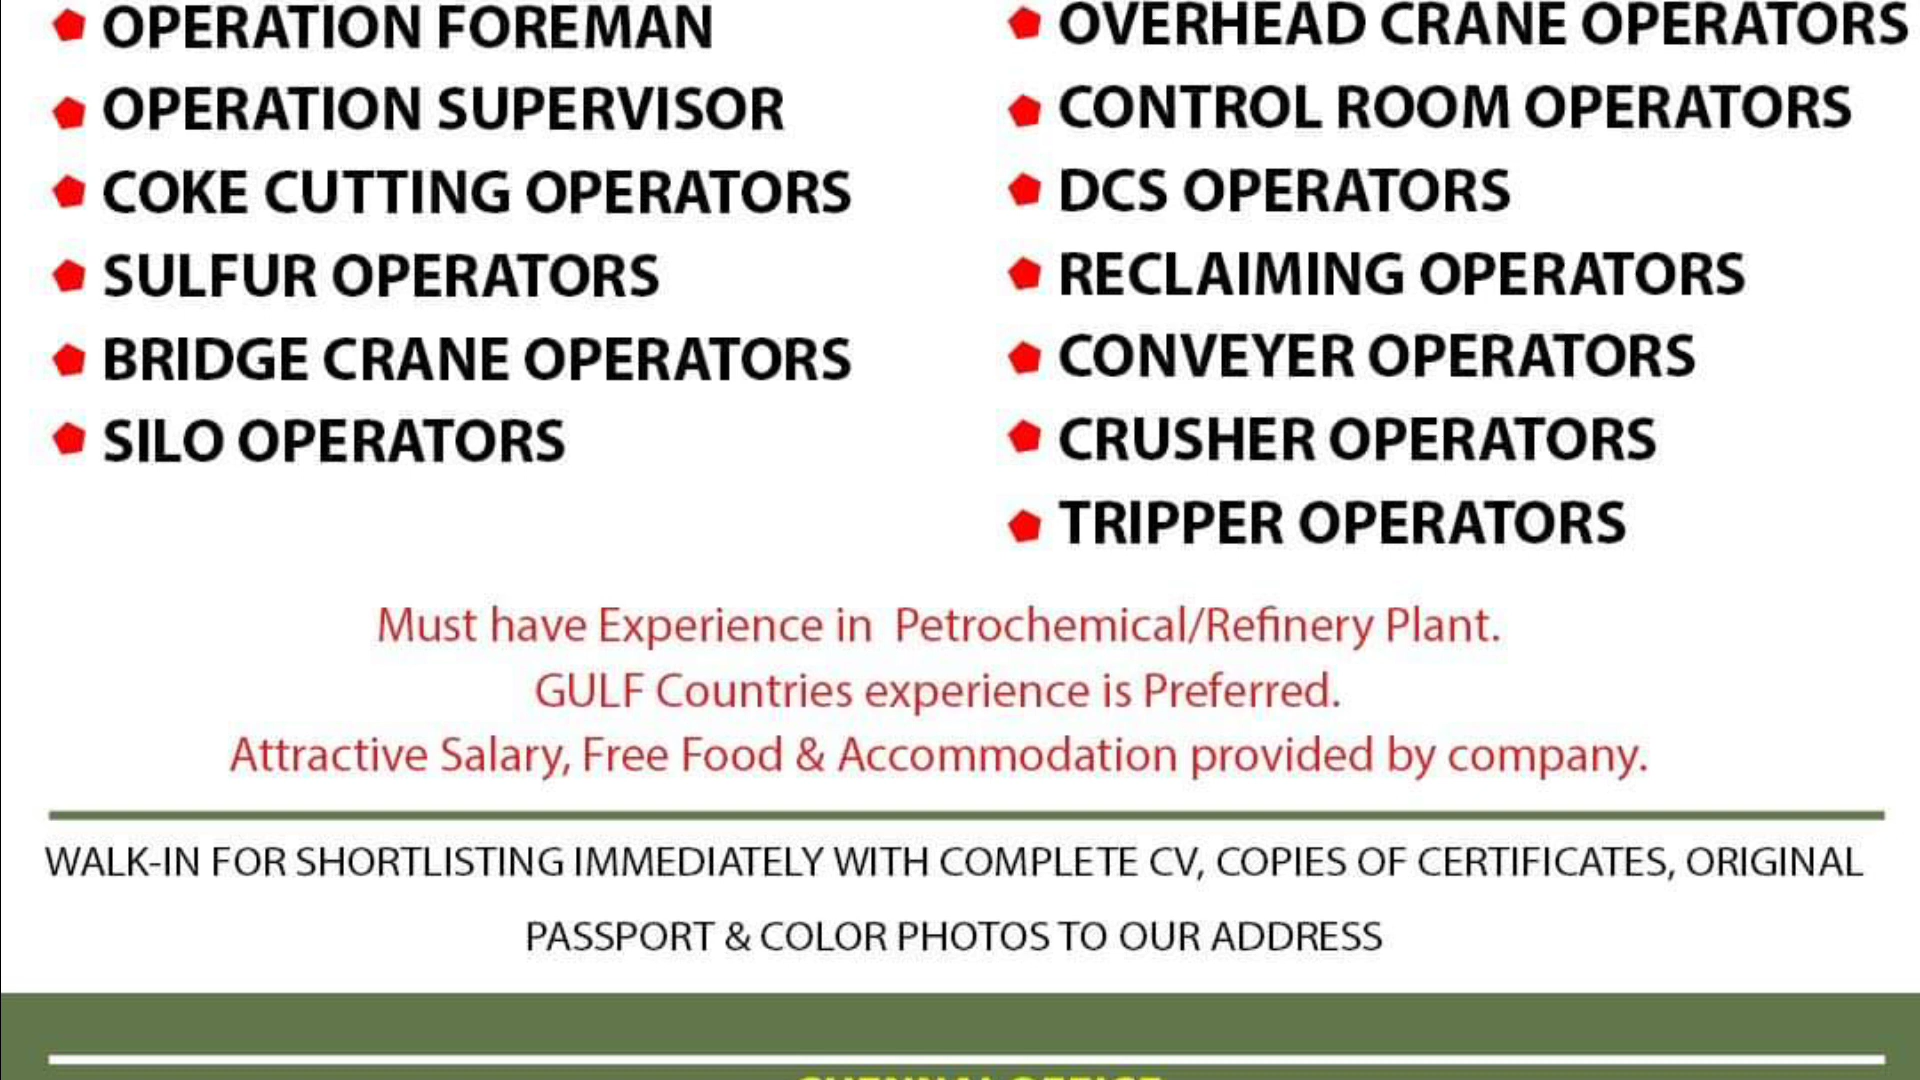 OPERATION FOREMAN
OPERATION SUPERVISOR
COKE CUTTING OPERATORS
SULFUR OPERATORS
BRIDGE CRANE OPERATORS
SILO OPERATORS
OVERHEAD CRANE OPERATORS
CONTROL ROOM OPERATORS
DCS OPERATORS
RECLAIMING OPERATORS
CONVEYER OPERATORS
CRUSHER OPERATORS
TRIPPER OPERATORS
Must have Experience in Petrochemical/Refinery Plant.
GULF Countries experience is Preferred.
Attractive Salary, Free Food & Accommodation provided by company.
WALK-IN FOR SHORTLISTING IMMEDIATELY WITH COMPLETE CV, COPIES OF CERTIFICATES, ORIGINAL
PASSPORT & COLOR PHOTOS TO OUR ADDRESS